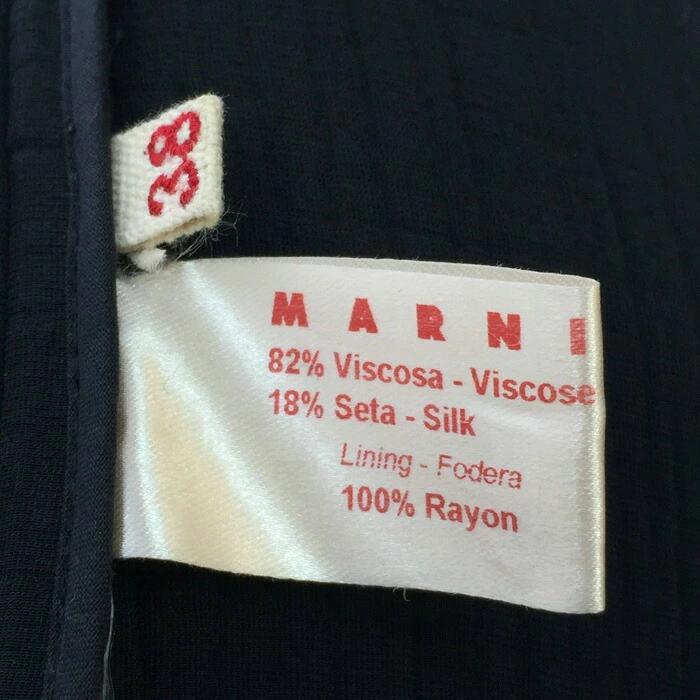 38
MARNI
82% Viscosa - Viscose
18% Seta - Silk
Lining - Fodera
100% Rayon